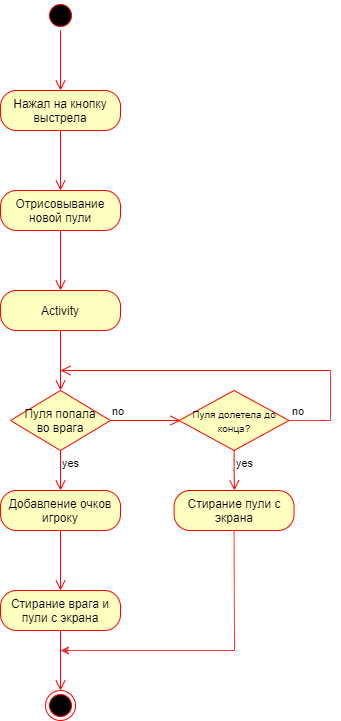 Нажал на кнопку
выстрела
Отрисовывание
новой пули
Activity
Пуля попала
во врага
no
Пуля долетела до
конца?
no
yes
yes
Добавление очков
игроку
Стирание пули с
экрана
Стирание врага и
пули с экрана